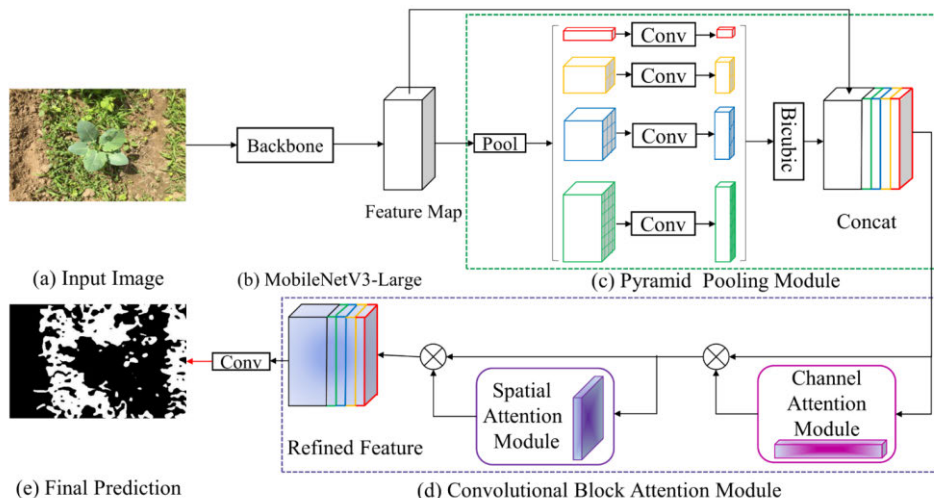 Conv
Conv
Backbone
Pool
Conv
Bicubic
Feature Map
Conv
Concat
(a) Input Image
(b) MobileNetV3-Large
(c) Pyramid Pooling Module
Conv
Spatial
Attention
Module
Channel
Attention
Module
Refined Feature
(e) Final Prediction
(d) Convolutional Block Attention Module